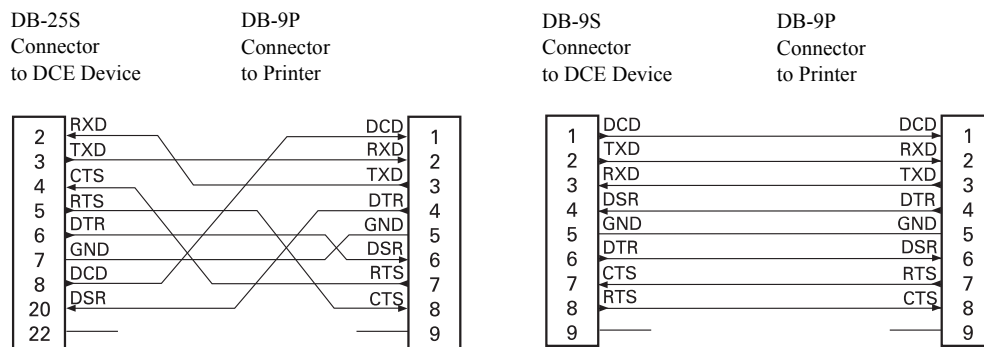 DB-25S
Connector
to DCE Device
DB-9P
Connector
to Printer
2 RXD DCD 1
3 TXD RXD 2
4 CTS TXD 3
5 RTS DTR 4
6 DTR GND 5
7 GND DSR 6
8 DCD RTS 7
20 DSR CTS 8
22 9
DB-9S
Connector
to DCE Device
DB-9P
Connector
to Printer
1 DCD DCD 1
2 TXD RXD 2
3 RXD TXD 3
4 DSR DTR 4
5 GND GND 5
6 DTR DSR 6
7 CTS RTS 7
8 RTS CTS 8
9 9